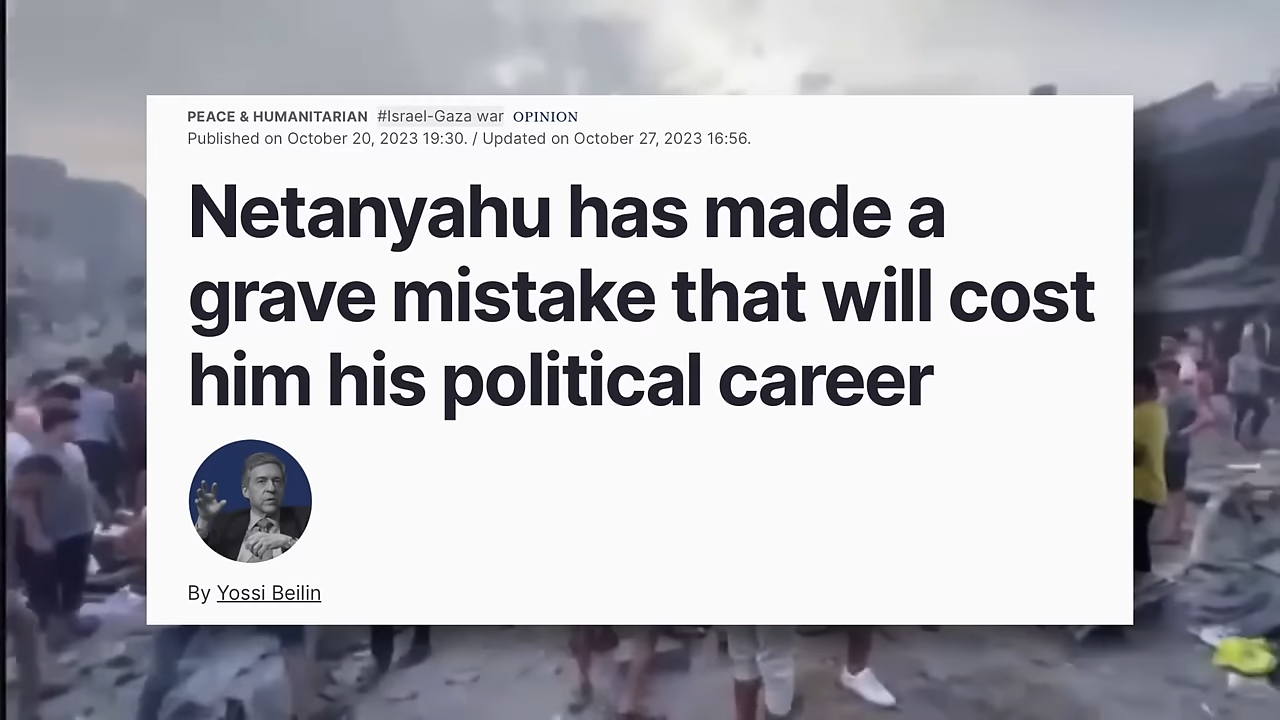 PEACE & HUMANITARIAN #Israel-Gaza war OPINION
Published on October 20, 2023 19:30. / Updated on October 27, 2023 16:56.
Netanyahu has made a
grave mistake that will cost
him his political career
By Yossi Beilin